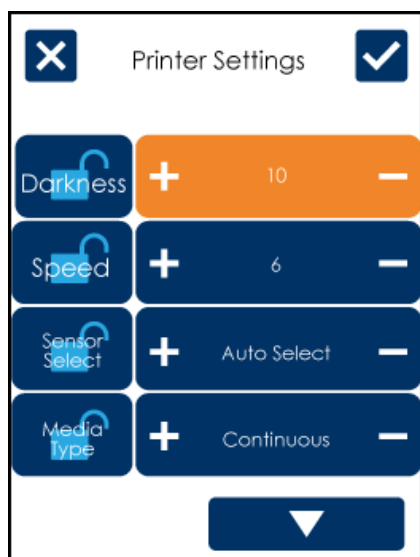 Printer Settings
Darkness
+ 10 −
Speed
+ 6 −
Sensor
Select
+ Auto Select −
Media
Type
+ Continuous −